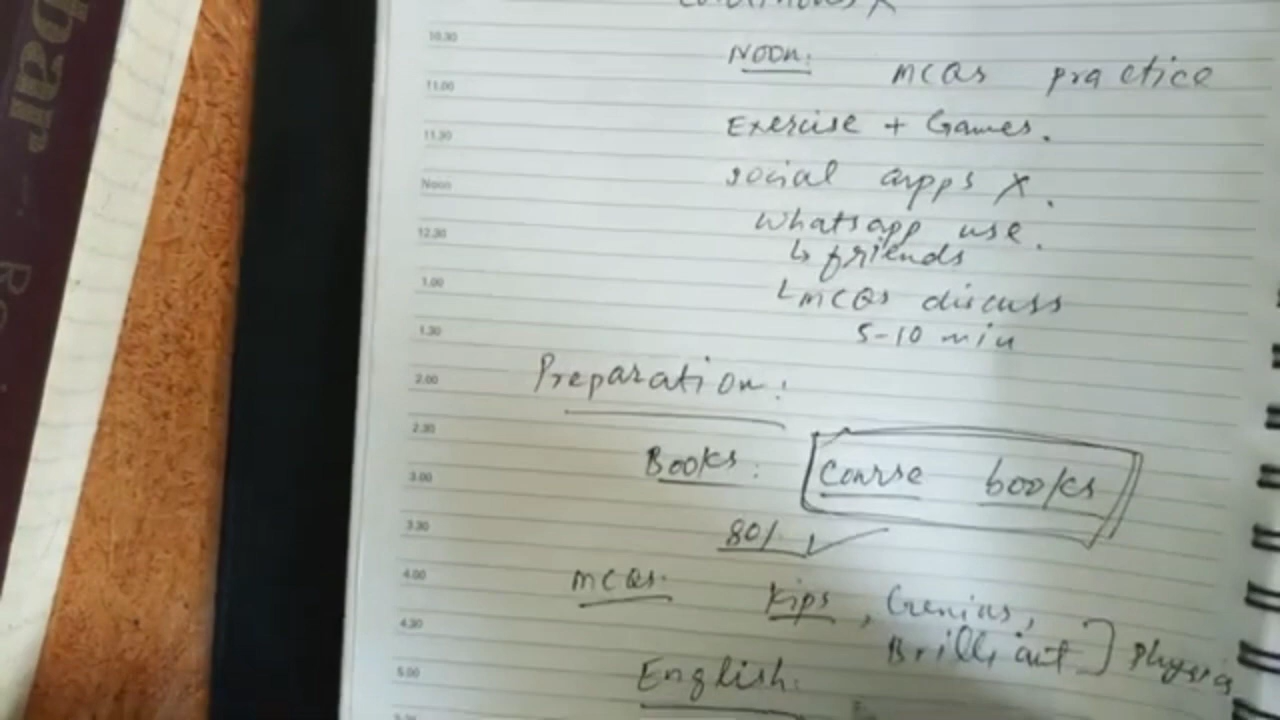 bar
10.30
Noon: MCQs practice
11.00
Exercise + Games.
11.30
social apps X.
Noon
whatsapp use.
12.30
↳ friends
1.00
↳ MCQs discuss
1.30
5-10 min
2.00
Preparation:
2.30
Books: Course books
3.00
3.30
80% ✓
4.00
MCQs. Kips, Genius,
4.30
Brilliant ] Physics
5.00
English: